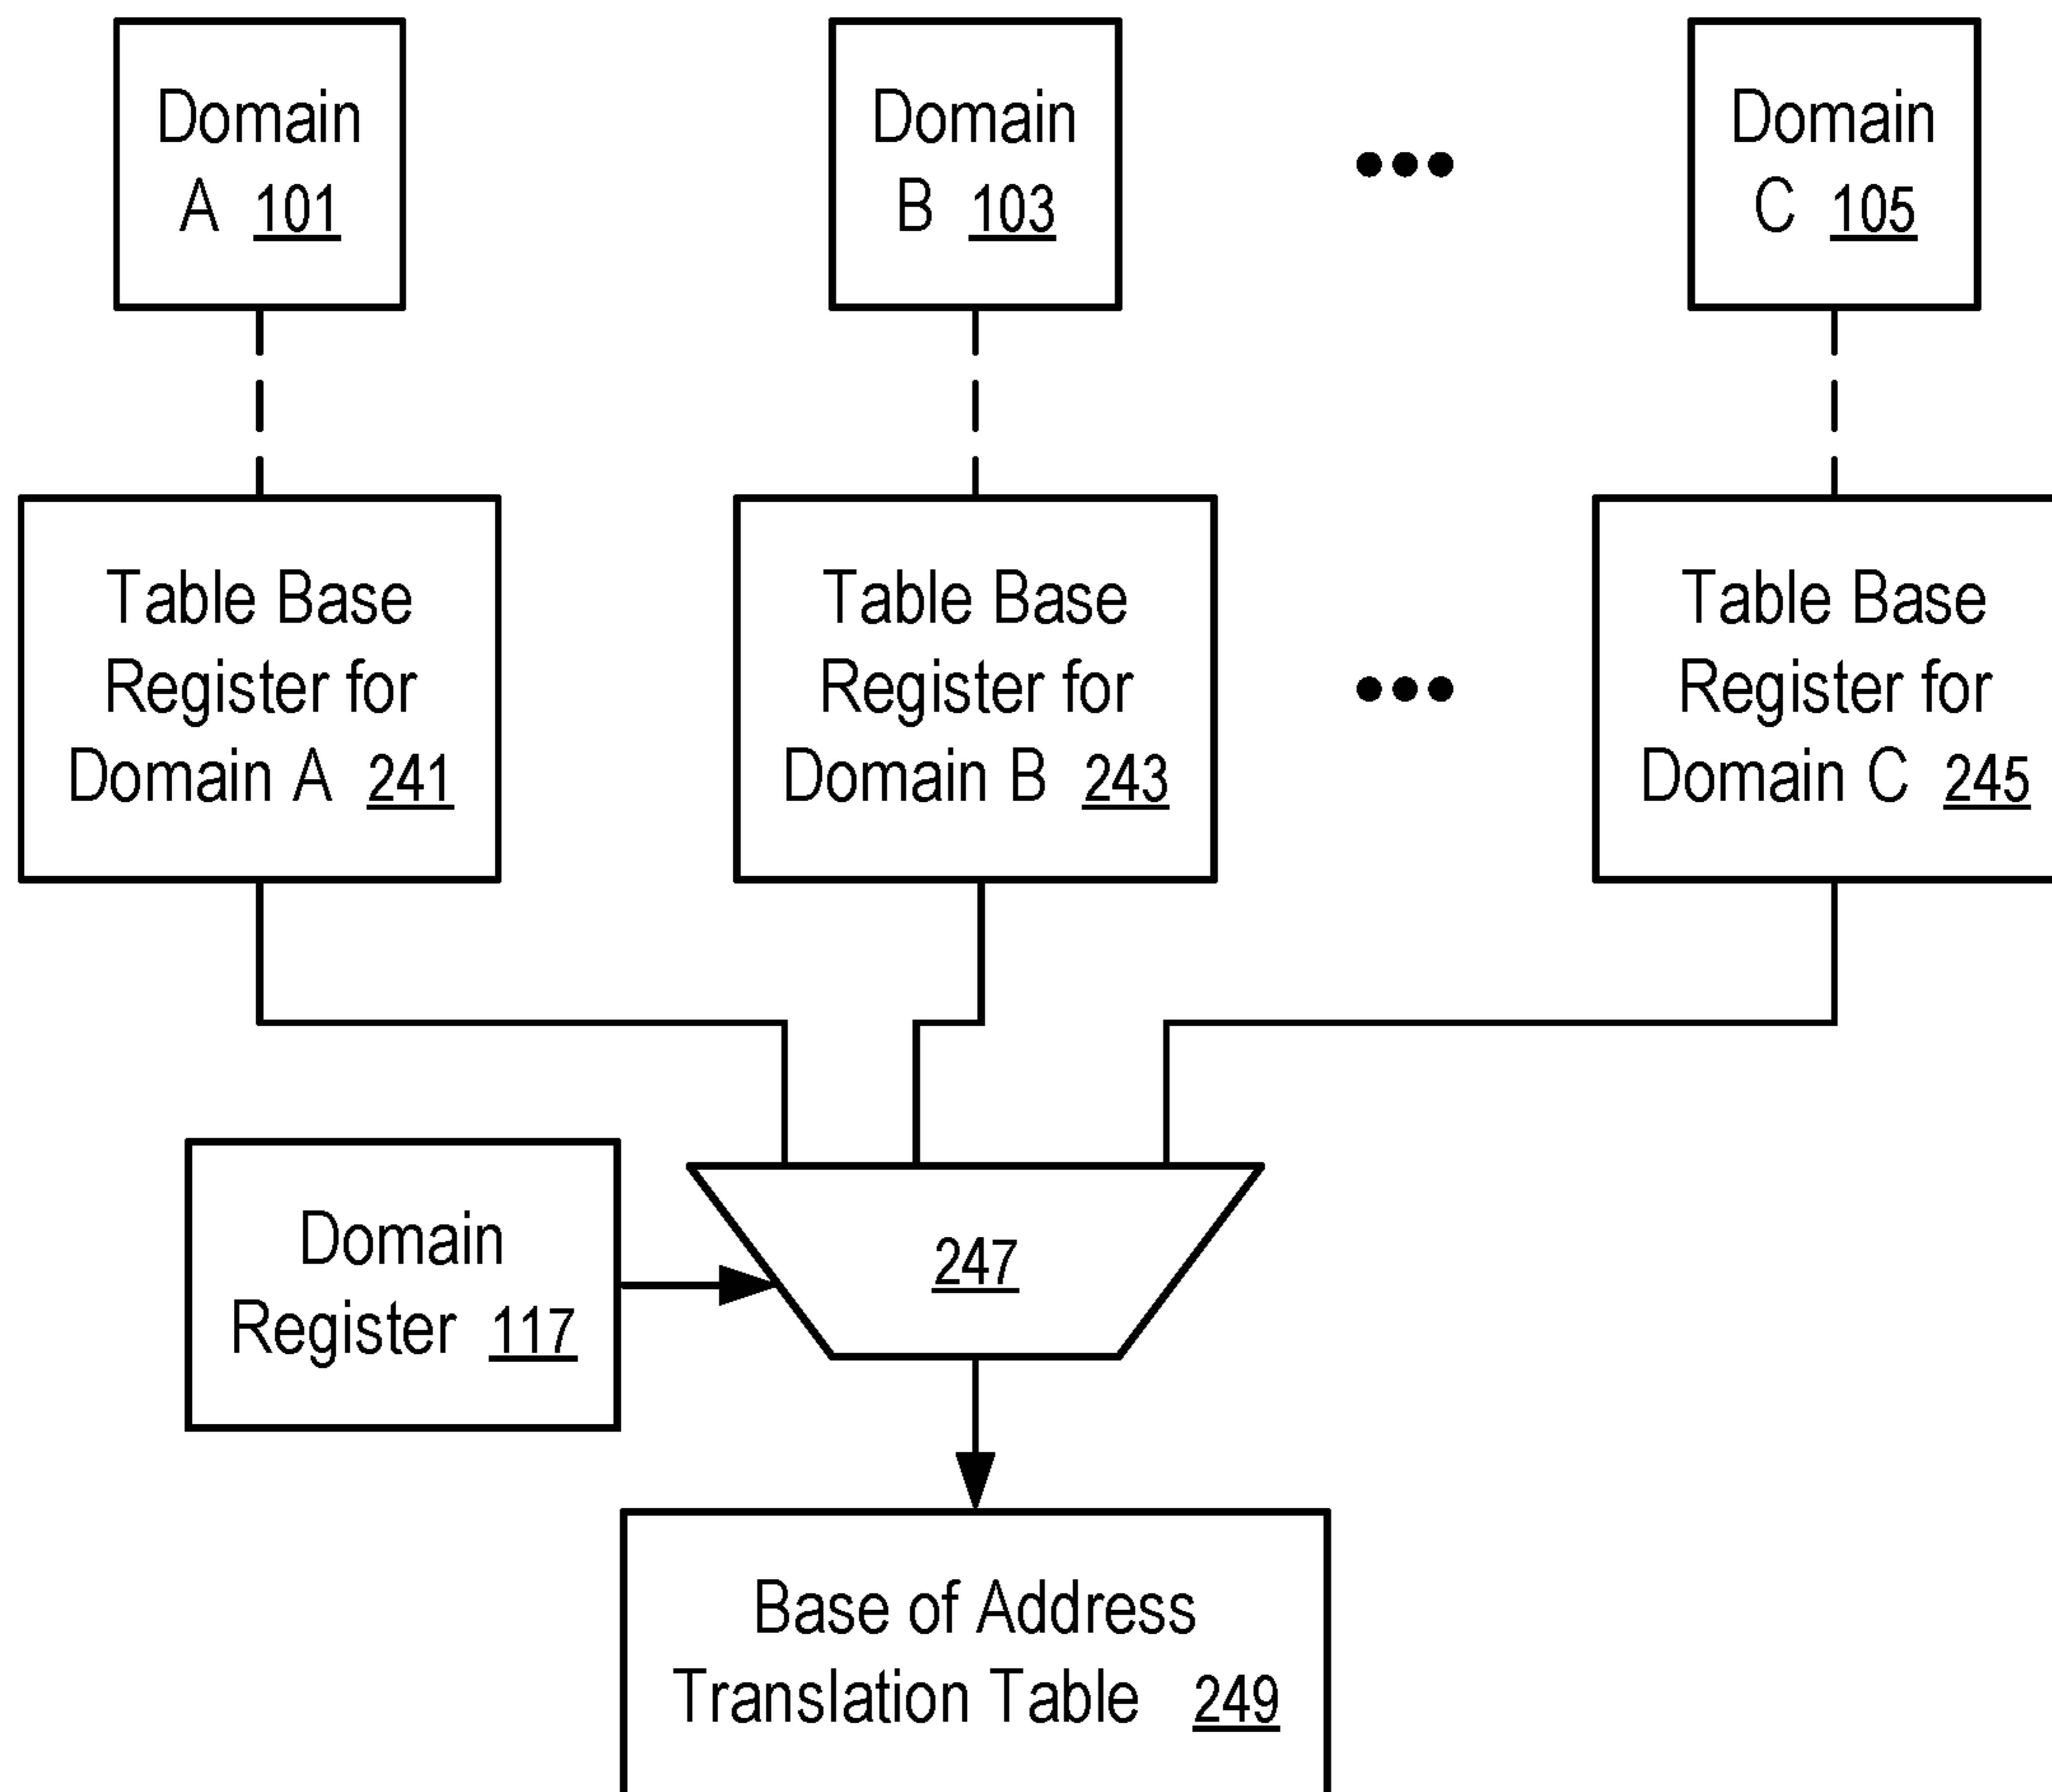 Domain
A 101
Domain
B 103
Domain
C 105
Table Base
Register for
Domain A 241
Table Base
Register for
Domain B 243
Table Base
Register for
Domain C 245
Domain
Register 117
247
Base of Address
Translation Table 249